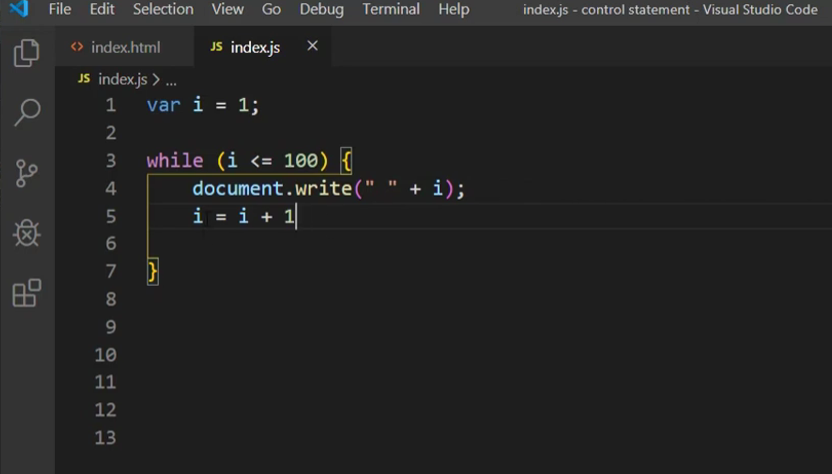 File Edit Selection View Go Debug Terminal Help index.js - control statement - Visual Studio Code
index.html JS index.js ×
JS index.js > ...
1 var i = 1;
2
3 while (i <= 100) {
4 document.write(" " + i);
5 i = i + 1
6
7 }
8
9
10
11
12
13